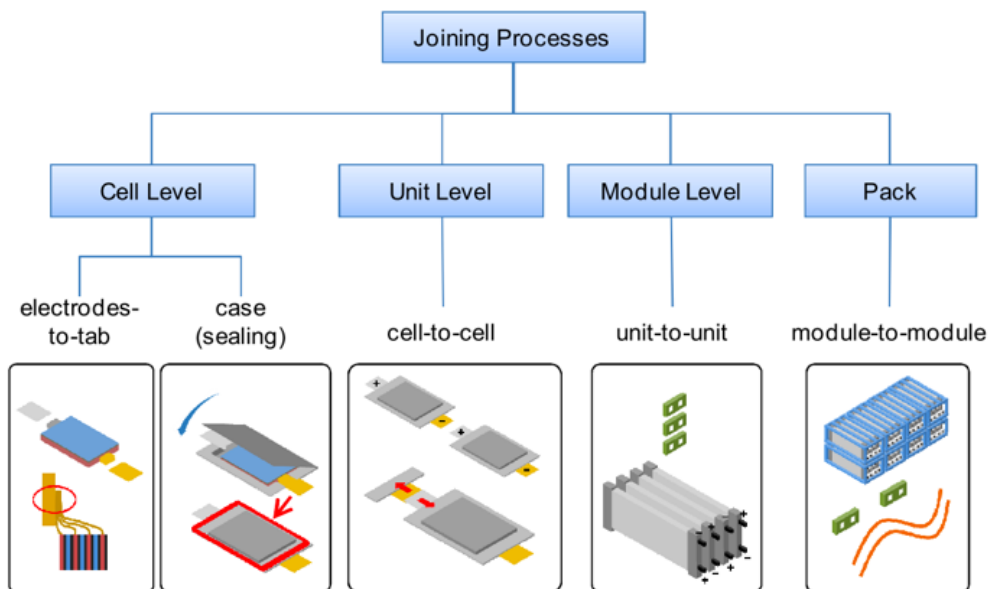 Joining Processes
Cell Level
Unit Level
Module Level
Pack
electrodes-
to-tab
case
(sealing)
cell-to-cell
unit-to-unit
module-to-module
+
-
+
-
+
+
+
+
+ - + -